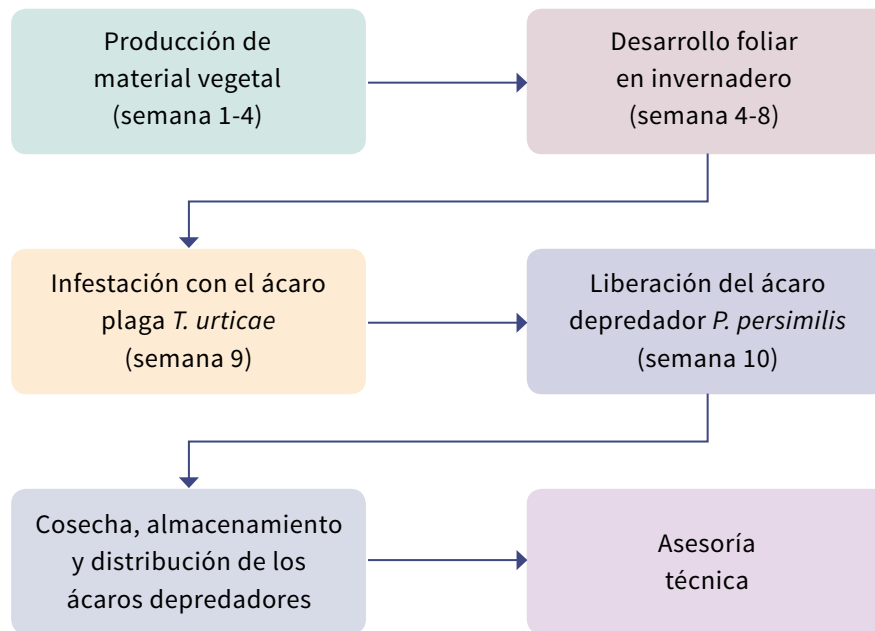 Producción de
material vegetal
(semana 1-4)
Desarrollo foliar
en invernadero
(semana 4-8)
Infestación con el ácaro
plaga T. urticae
(semana 9)
Liberación del ácaro
depredador P. persimilis
(semana 10)
Cosecha, almacenamiento
y distribución de los
ácaros depredadores
Asesoría
técnica